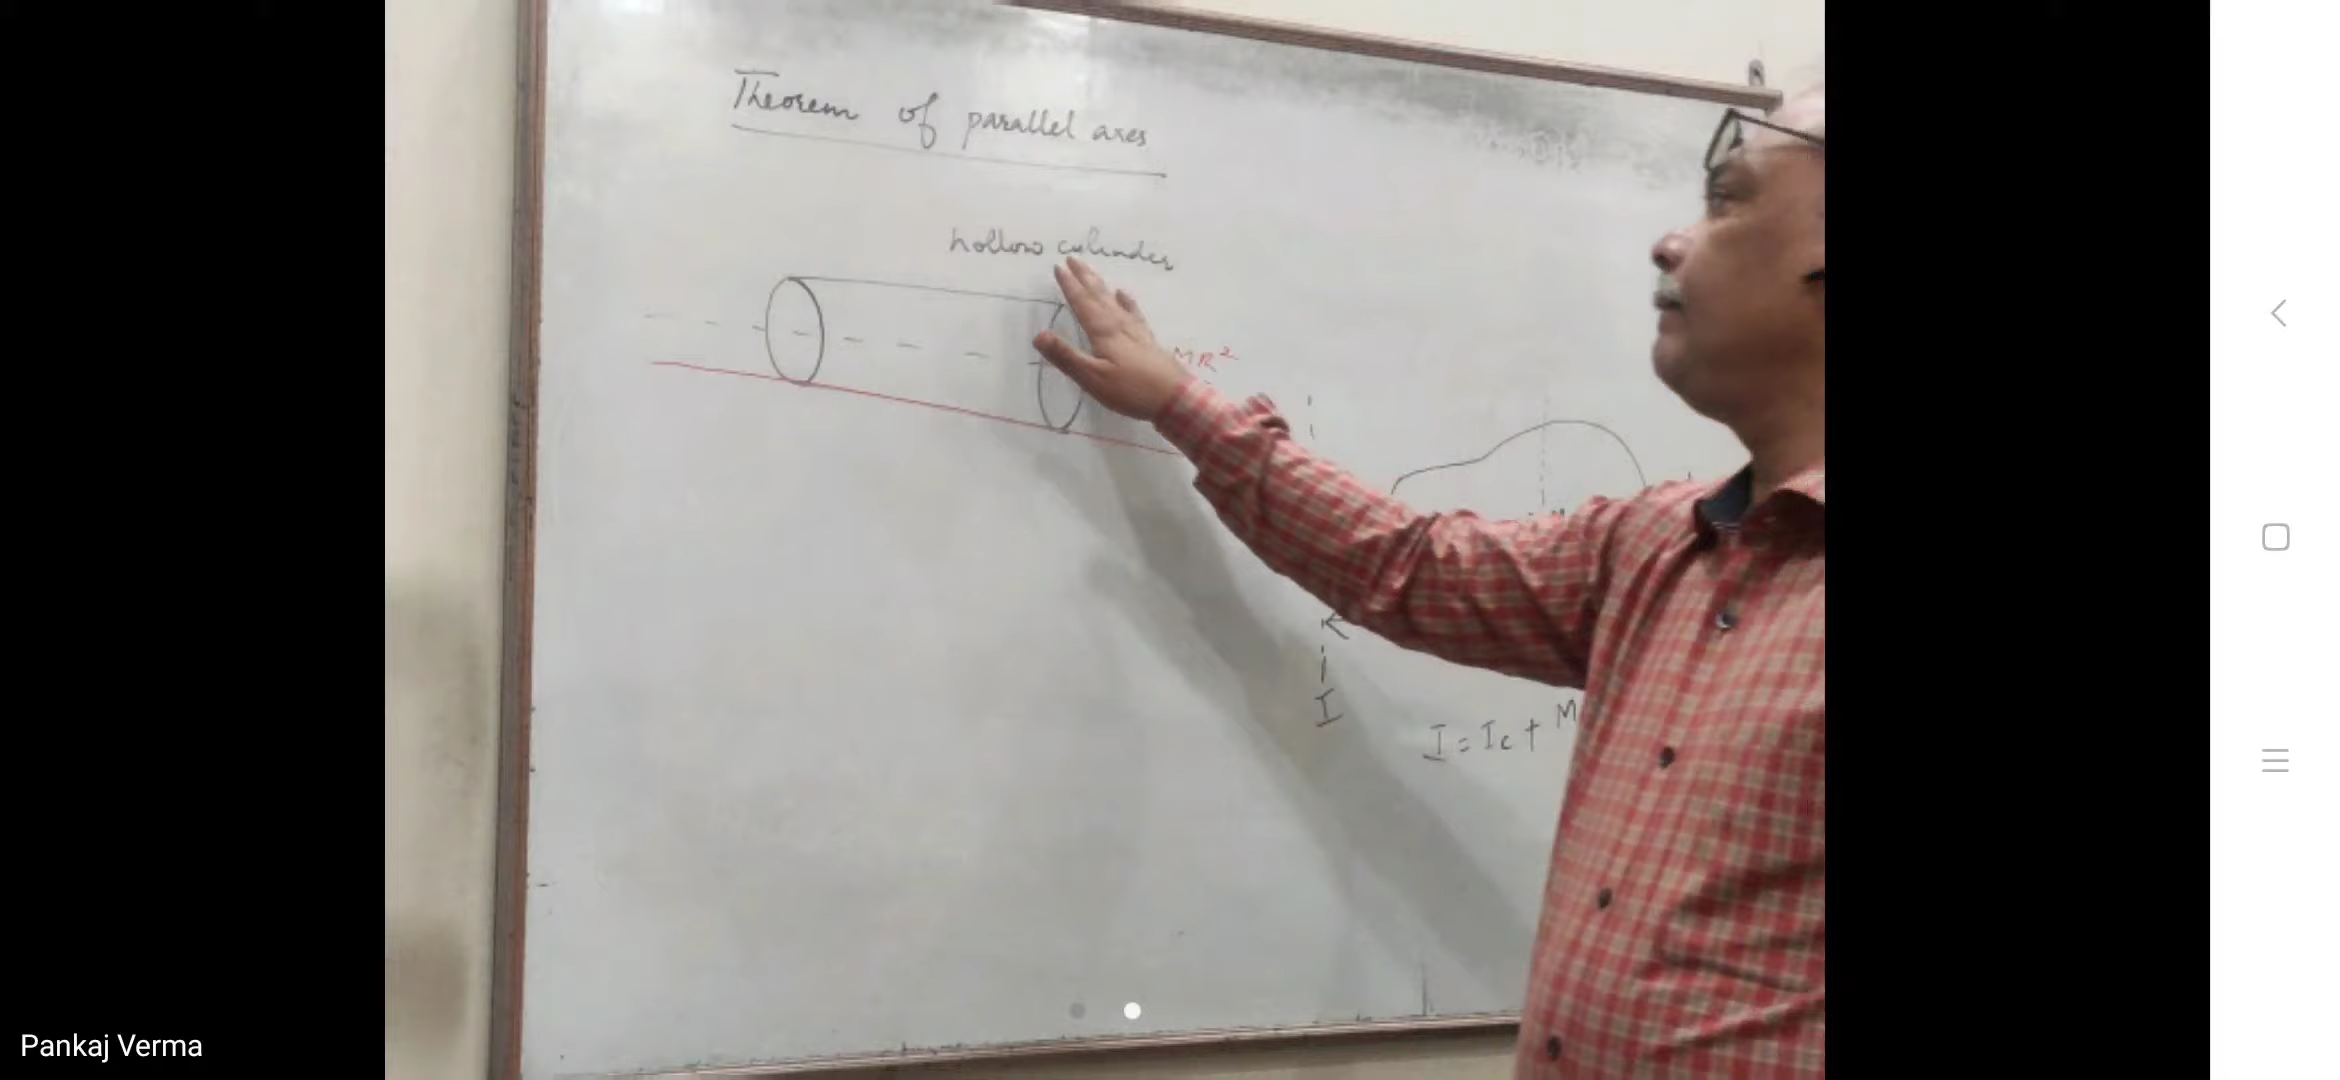 Theorem of parallel axes
hollow cylinder
MR²
I
I = Ic + M
Pankaj Verma